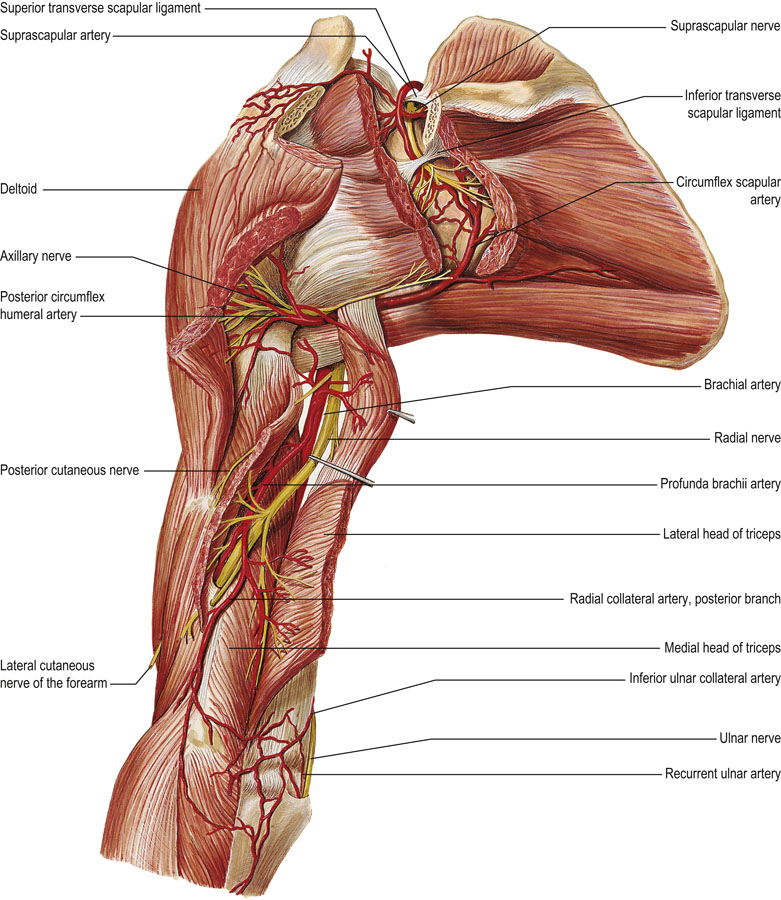 Superior transverse scapular ligament
Suprascapular artery
Deltoid
Axillary nerve
Posterior circumflex
humeral artery
Posterior cutaneous nerve
Lateral cutaneous
nerve of the forearm
Suprascapular nerve
Inferior transverse
scapular ligament
Circumflex scapular
artery
Brachial artery
Radial nerve
Profunda brachii artery
Lateral head of triceps
Radial collateral artery, posterior branch
Medial head of triceps
Inferior ulnar collateral artery
Ulnar nerve
Recurrent ulnar artery